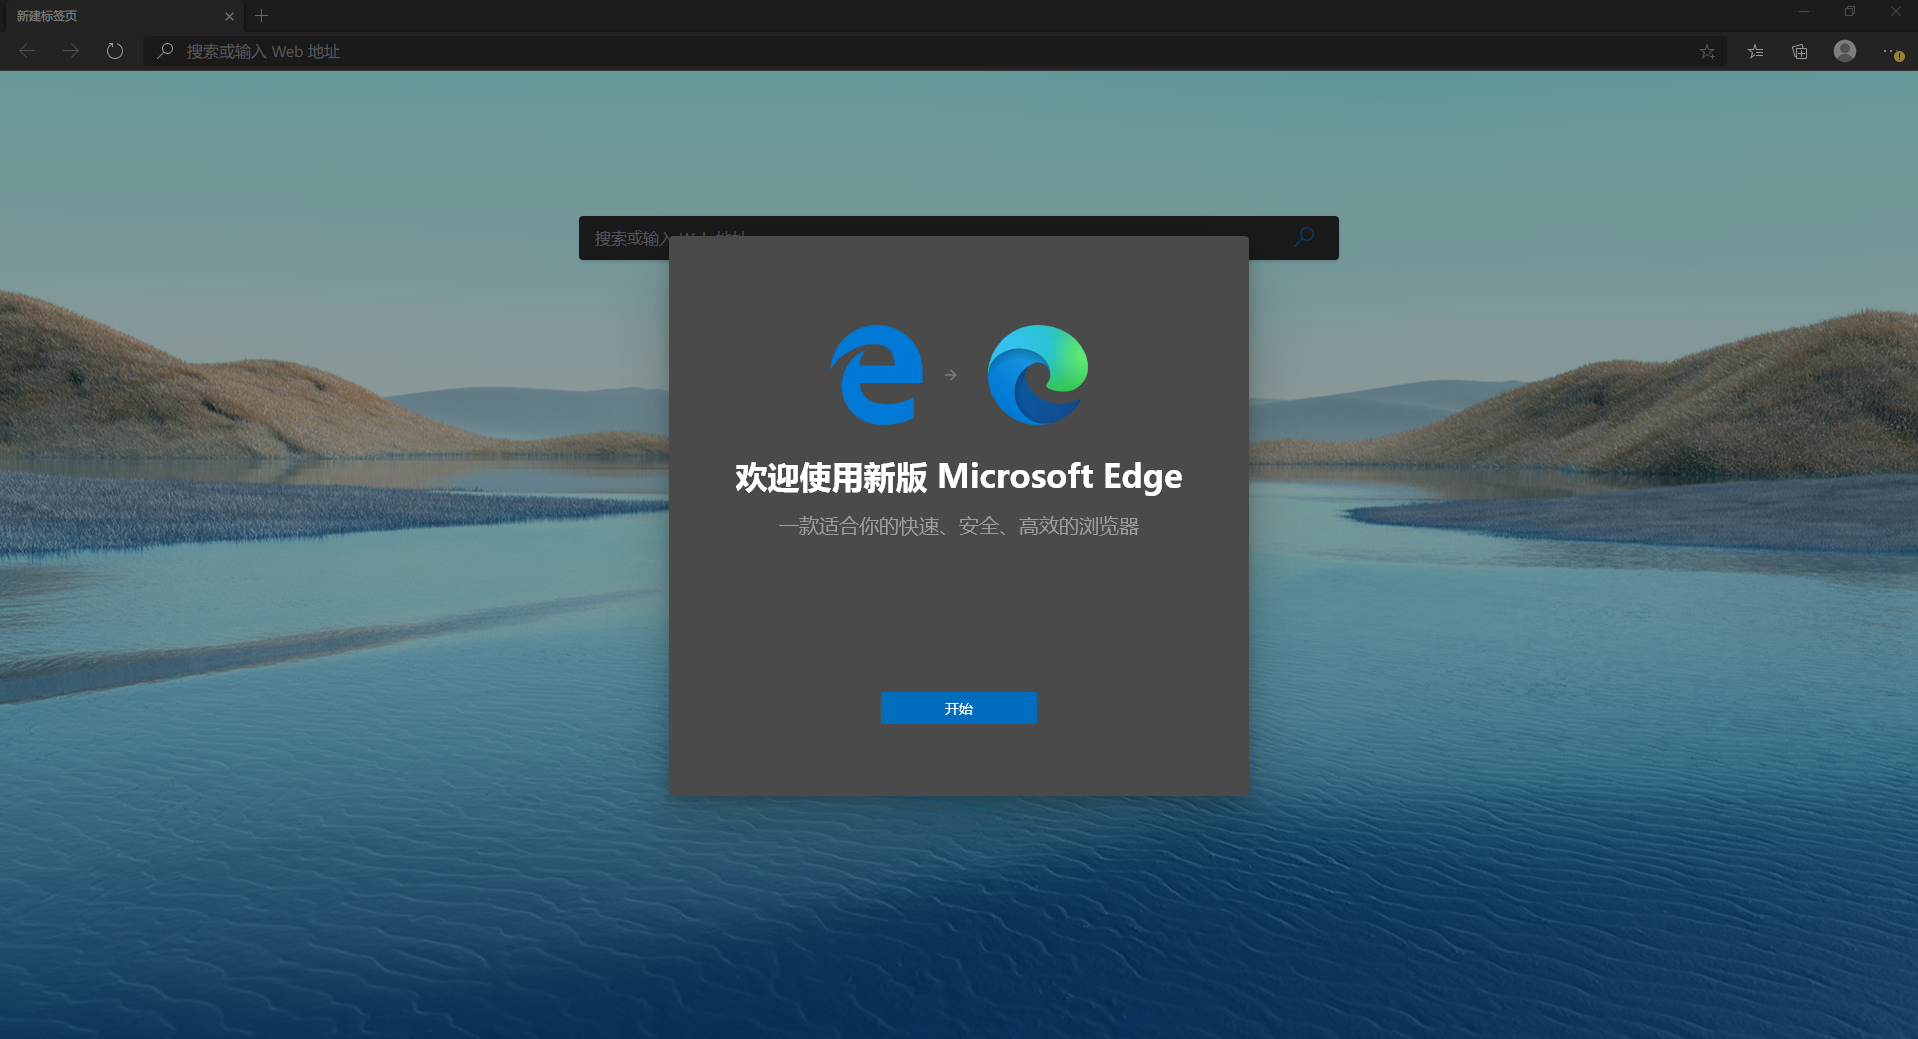 新建标签页
搜索或输入 Web 地址
搜索或输入
欢迎使用新版 Microsoft Edge
一款适合你的快速、安全、高效的浏览器
开始